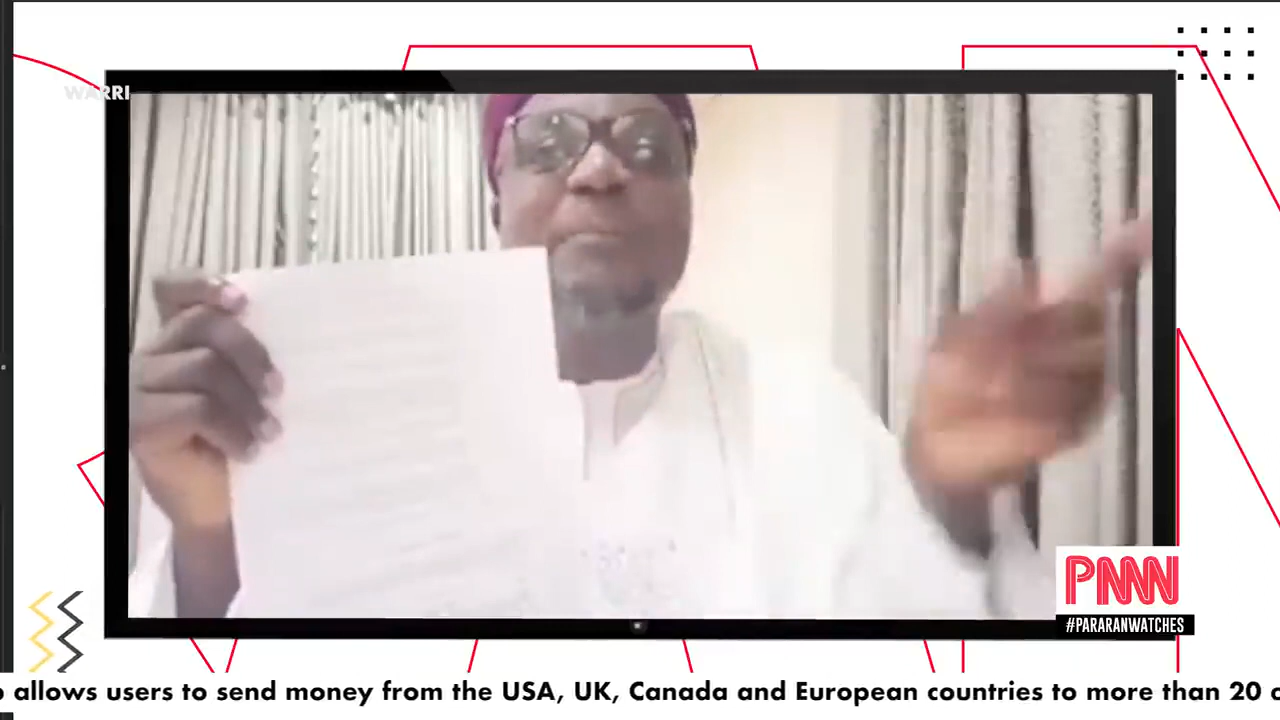 WARRI
PMNN
#PARARANWATCHES
allows users to send money from the USA, UK, Canada and European countries to more than 20